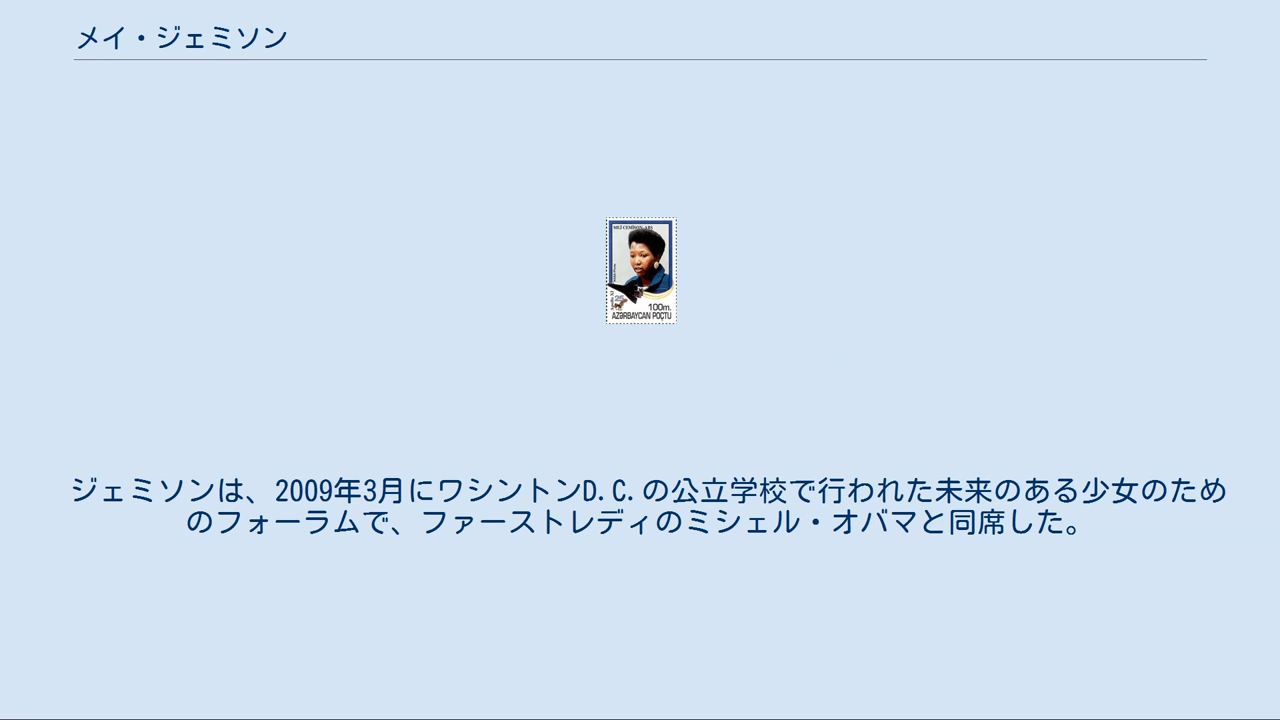 メイ・ジェミソン
100m.
AZƏRBAYCAN POÇTU
ジェミソンは、2009年3月にワシントンD.C.の公立学校で行われた未来のある少女のため
のフォーラムで、ファーストレディのミシェル・オバマと同席した。